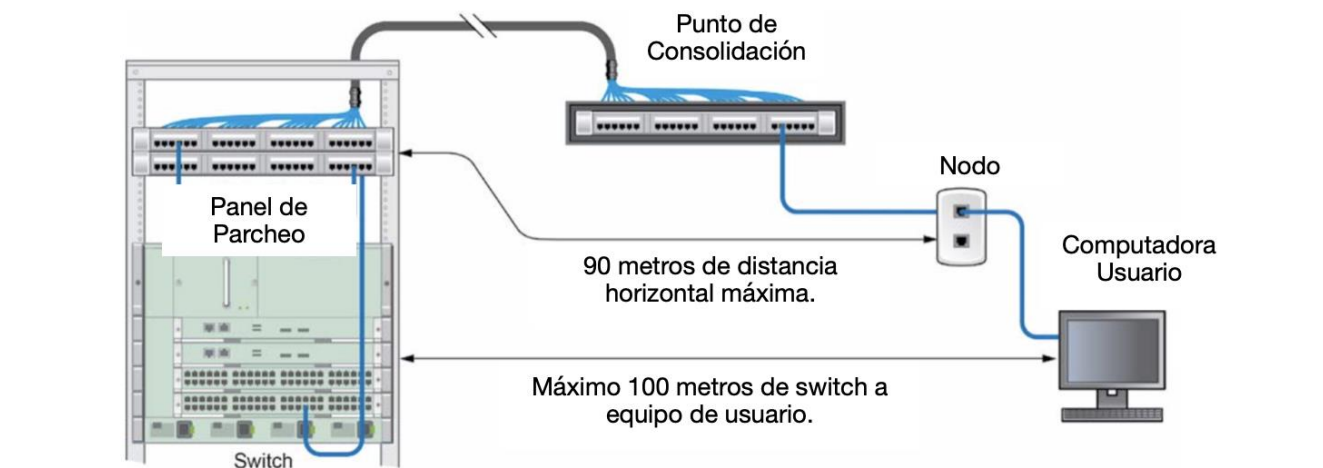 Punto de
Consolidación
Nodo
Panel de
Parcheo
Computadora
Usuario
90 metros de distancia
horizontal máxima.
Máximo 100 metros de switch a
equipo de usuario.
Switch